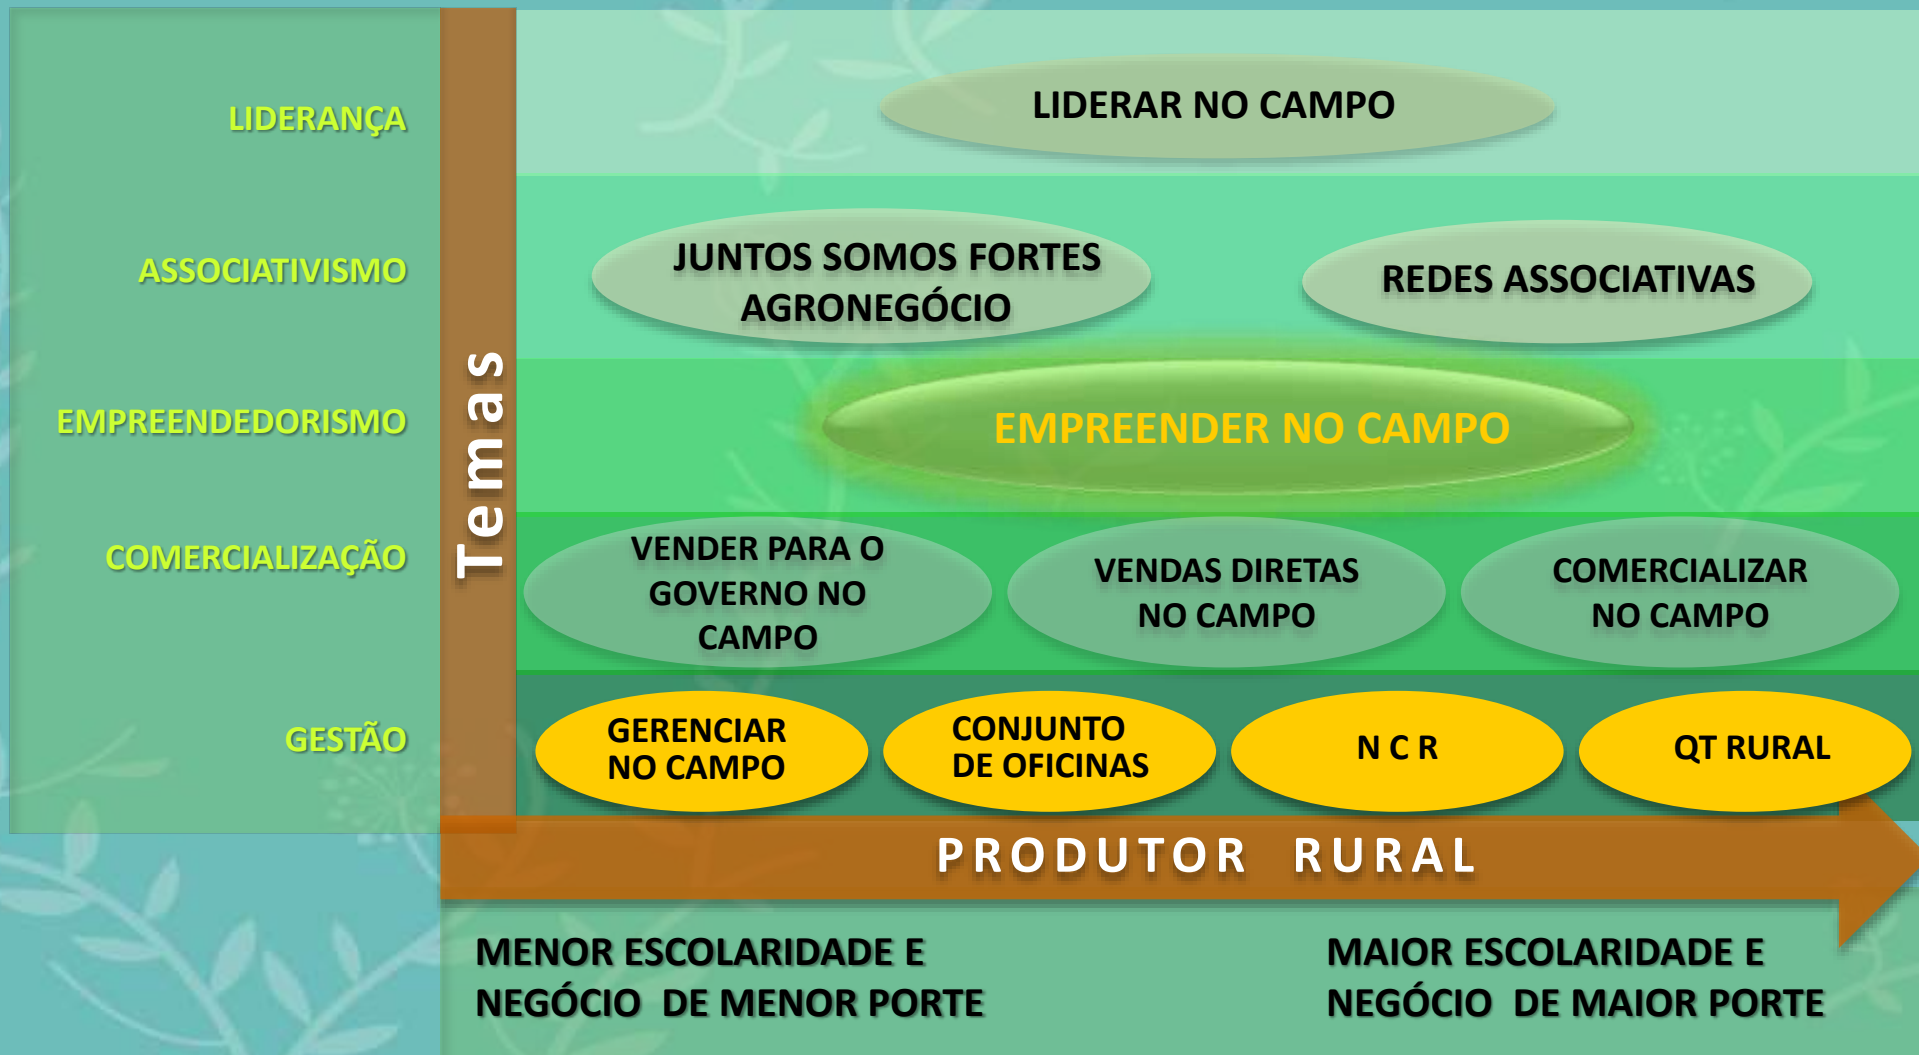 LIDERANÇA
LIDERAR NO CAMPO
ASSOCIATIVISMO
JUNTOS SOMOS FORTES
AGRONEGÓCIO
REDES ASSOCIATIVAS
Temas
EMPREENDEDORISMO
EMPREENDER NO CAMPO
COMERCIALIZAÇÃO
VENDER PARA O
GOVERNO NO
CAMPO
VENDAS DIRETAS
NO CAMPO
COMERCIALIZAR
NO CAMPO
GESTÃO
GERENCIAR
NO CAMPO
CONJUNTO
DE OFICINAS
N C R
QT RURAL
PRODUTOR RURAL
MENOR ESCOLARIDADE E
NEGÓCIO DE MENOR PORTE
MAIOR ESCOLARIDADE E
NEGÓCIO DE MAIOR PORTE